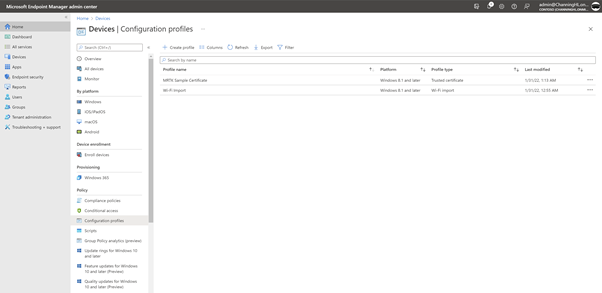 Microsoft Endpoint Manager admin center
admin@ChanningHi.on...
Home
Dashboard
All services
Devices
Apps
Endpoint security
Reports
Users
Groups
Tenant administration
Troubleshooting + support
Home > Devices
Devices | Configuration profiles ...
Search (Ctrl+/)
Overview
All devices
Monitor
By platform
Windows
iOS/iPadOS
macOS
Android
Device enrollment
Enroll devices
Provisioning
Windows 365
Policy
Compliance policies
Conditional access
Configuration profiles
Scripts
Group Policy analytics (preview)
Update rings for Windows 10
and later
Feature updates for Windows
10 and later (Preview)
Quality updates for Windows
10 and later (Preview)
Create profile Columns Refresh Export Filter
Search by name
Profile name Platform Profile type Last modified
MRTK Sample Certificate Windows 8.1 and later Trusted certificate 1/31/22, 1:13 AM
Wi-Fi import Windows 8.1 and later Wi-Fi import 1/31/22, 12:55 AM